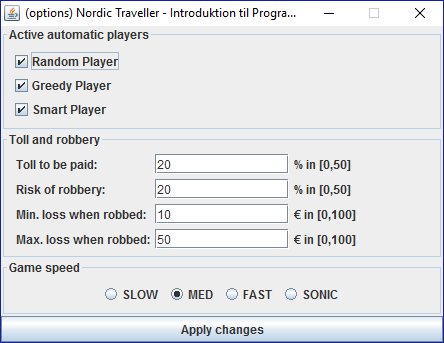 (options) Nordic Traveller - Introduktion til Progra...
Active automatic players
Random Player
Greedy Player
Smart Player
Toll and robbery
Toll to be paid: 20 % in [0,50]
Risk of robbery: 20 % in [0,50]
Min. loss when robbed: 10 € in [0,100]
Max. loss when robbed: 50 € in [0,100]
Game speed
SLOW MED FAST SONIC
Apply changes